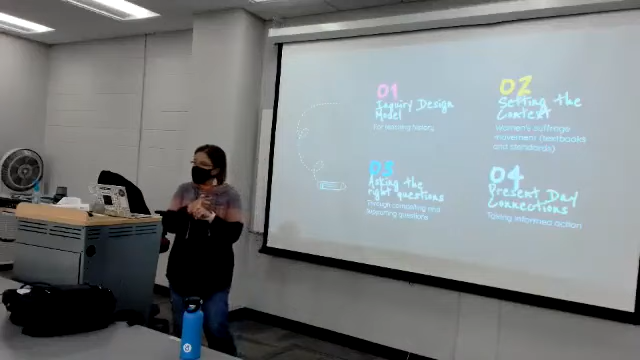 01
Inquiry Design
Model
For teaching history
02
Setting the
Context
Women's suffrage
movement (textbooks
and standards)
03
Asking the
right questions
Through compelling and
supporting questions
04
Present Day
Connections
Taking informed action